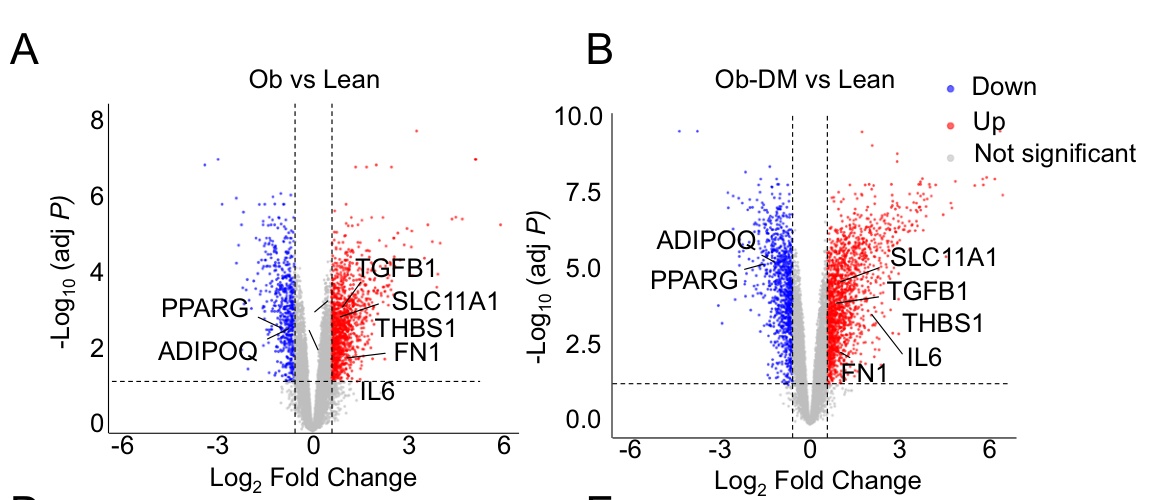 A
B
Ob vs Lean
Ob-DM vs Lean
Down
Up
Not significant
-Log10 (adj P)
8
6
4
2
0
TGFB1
SLC11A1
THBS1
FN1
IL6
PPARG
ADIPOQ
-6
-3
0
3
6
Log2 Fold Change
-Log10 (adj P)
10.0
7.5
5.0
2.5
0.0
ADIPOQ
PPARG
SLC11A1
TGFB1
THBS1
IL6
FN1
-6
-3
0
3
6
Log2 Fold Change